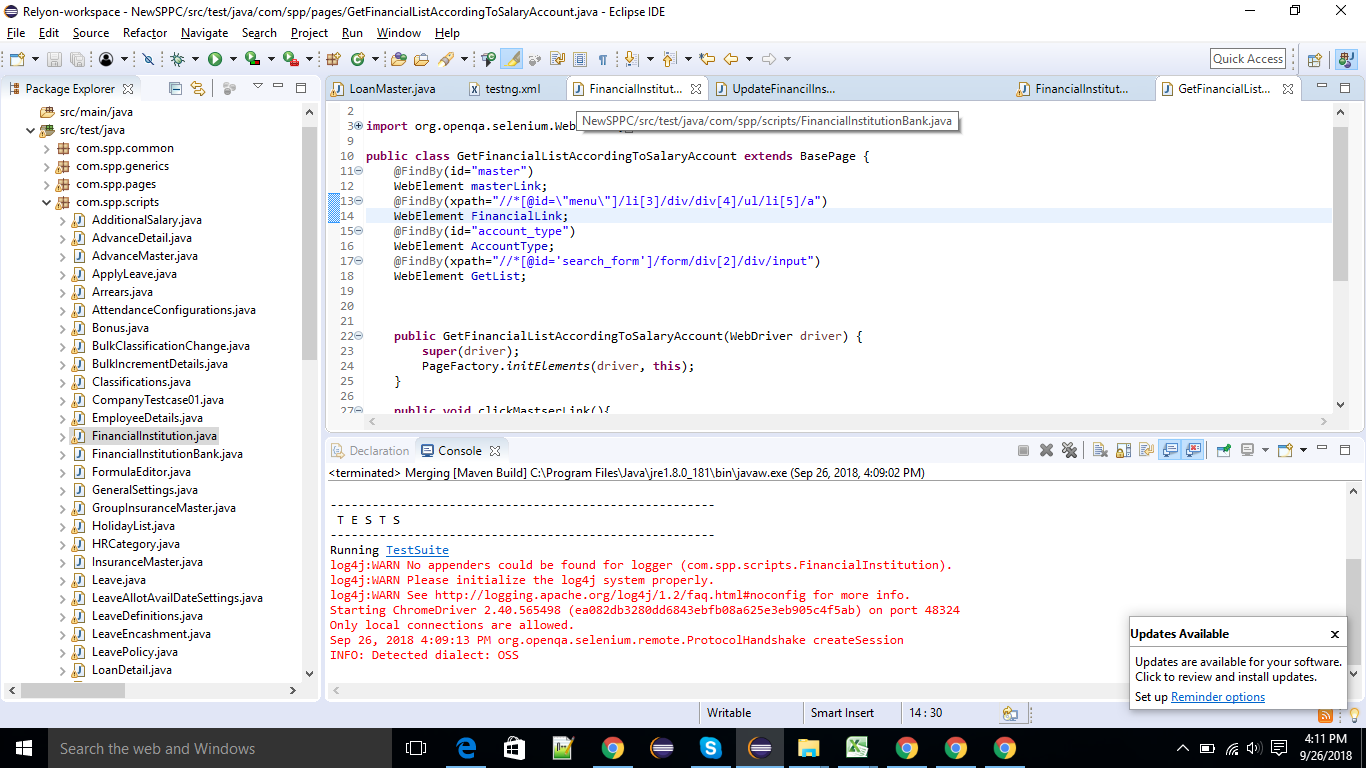 Relyon-workspace - NewSPPC/src/test/java/com/spp/pages/GetFinancialListAccordingToSalaryAccount.java - Eclipse IDE
File Edit Source Refactor Navigate Search Project Run Window Help
Quick Access
Package Explorer
src/main/java
src/test/java
com.spp.common
com.spp.generics
com.spp.pages
com.spp.scripts
AdditionalSalary.java
AdvanceDetail.java
AdvanceMaster.java
ApplyLeave.java
Arrears.java
AttendanceConfigurations.java
Bonus.java
BulkClassificationChange.java
BulkIncrementDetails.java
Classifications.java
CompanyTestcase01.java
EmployeeDetails.java
FinancialInstitution.java
FinancialInstitutionBank.java
FormulaEditor.java
GeneralSettings.java
GroupInsuranceMaster.java
HolidayList.java
HRCategory.java
InsuranceMaster.java
Leave.java
LeaveAllotAvailDateSettings.java
LeaveDefinitions.java
LeaveEncashment.java
LeavePolicy.java
LoanDetail.java
LoanMaster.java testng.xml FinancialInstitut... UpdateFinancilIns... FinancialInstitut... GetFinancialList...
NewSPPC/src/test/java/com/spp/scripts/FinancialInstitutionBank.java
2
3 import org.openqa.selenium.Web
9
10 public class GetFinancialListAccordingToSalaryAccount extends BasePage {
11 @FindBy(id="master")
12 WebElement masterLink;
13 @FindBy(xpath="//*[@id=\"menu\"]/li[3]/div/div[4]/ul/li[5]/a")
14 WebElement FinancialLink;
15 @FindBy(id="account_type")
16 WebElement AccountType;
17 @FindBy(xpath="//*[@id='search_form']/form/div[2]/div/input")
18 WebElement GetList;
19
20
21
22 public GetFinancialListAccordingToSalaryAccount(WebDriver driver) {
23 super(driver);
24 PageFactory.initElements(driver, this);
25 }
26
27 public void clickMastserLink(){
Declaration Console
<terminated> Merging [Maven Build] C:\Program Files\Java\jre1.8.0_181\bin\javaw.exe (Sep 26, 2018, 4:09:02 PM)
-------------------------------------------------------
T E S T S
-------------------------------------------------------
Running TestSuite
log4j:WARN No appenders could be found for logger (com.spp.scripts.FinancialInstitution).
log4j:WARN Please initialize the log4j system properly.
log4j:WARN See http://logging.apache.org/log4j/1.2/faq.html#noconfig for more info.
Starting ChromeDriver 2.40.565498 (ea082db3280dd6843ebfb08a625e3eb905c4f5ab) on port 48324
Only local connections are allowed.
Sep 26, 2018 4:09:13 PM org.openqa.selenium.remote.ProtocolHandshake createSession
INFO: Detected dialect: OSS
Updates Available
Updates are available for your software.
Click to review and install updates.
Set up Reminder options
Writable Smart Insert 14 : 30
Search the web and Windows
4:11 PM
9/26/2018